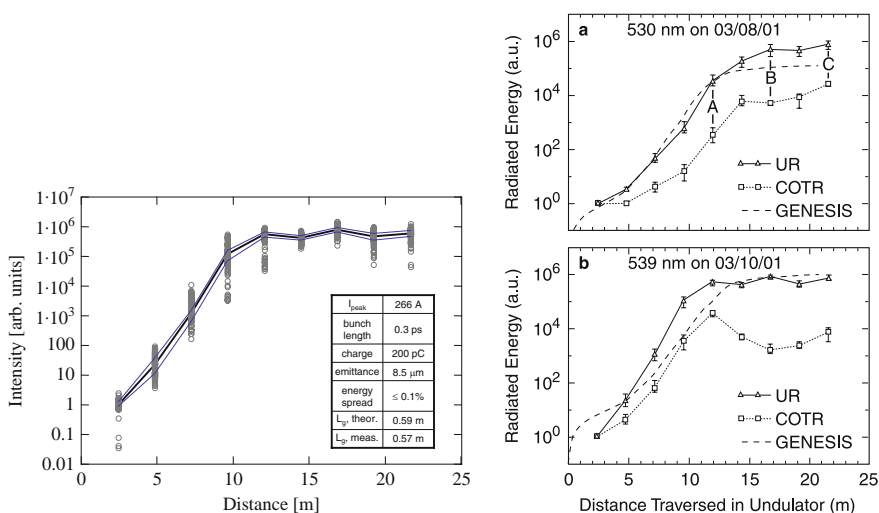 Intensity [arb. units]
1·10⁷
1·10⁶
1·10⁵
1·10⁴
1·10³
100
10
1
0.1
0.01
0 5 10 15 20 25
Distance [m]
I_peak 266 A
bunch length 0.3 ps
charge 200 pC
emittance 8.5 μm
energy spread ≤ 0.1%
L_g, theor. 0.59 m
L_g, meas. 0.57 m
a 530 nm on 03/08/01
Radiated Energy (a.u.)
10⁶
10⁴
10²
10⁰
A
B
C
UR
COTR
GENESIS
b 539 nm on 03/10/01
Radiated Energy (a.u.)
10⁶
10⁴
10²
10⁰
UR
COTR
GENESIS
0 5 10 15 20 25
Distance Traversed in Undulator (m)